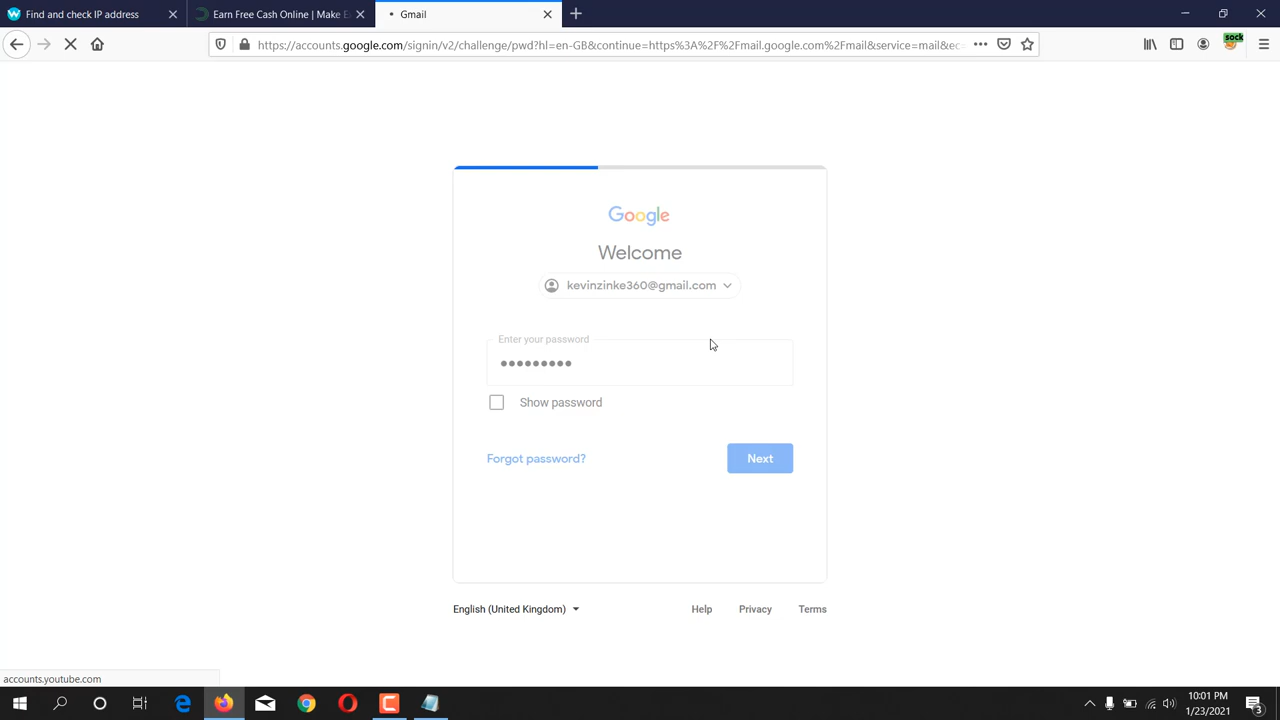 Find and check IP address
Earn Free Cash Online | Make E
Gmail
https://accounts.google.com/signin/v2/challenge/pwd?hl=en-GB&continue=https%3A%2F%2Fmail.google.com%2Fmail&service=mail&ec
sock
Google
Welcome
kevinzinke360@gmail.com
Enter your password
•••••••••
Show password
Forgot password?
Next
English (United Kingdom)
Help
Privacy
Terms
accounts.youtube.com
10:01 PM
1/23/2021
3